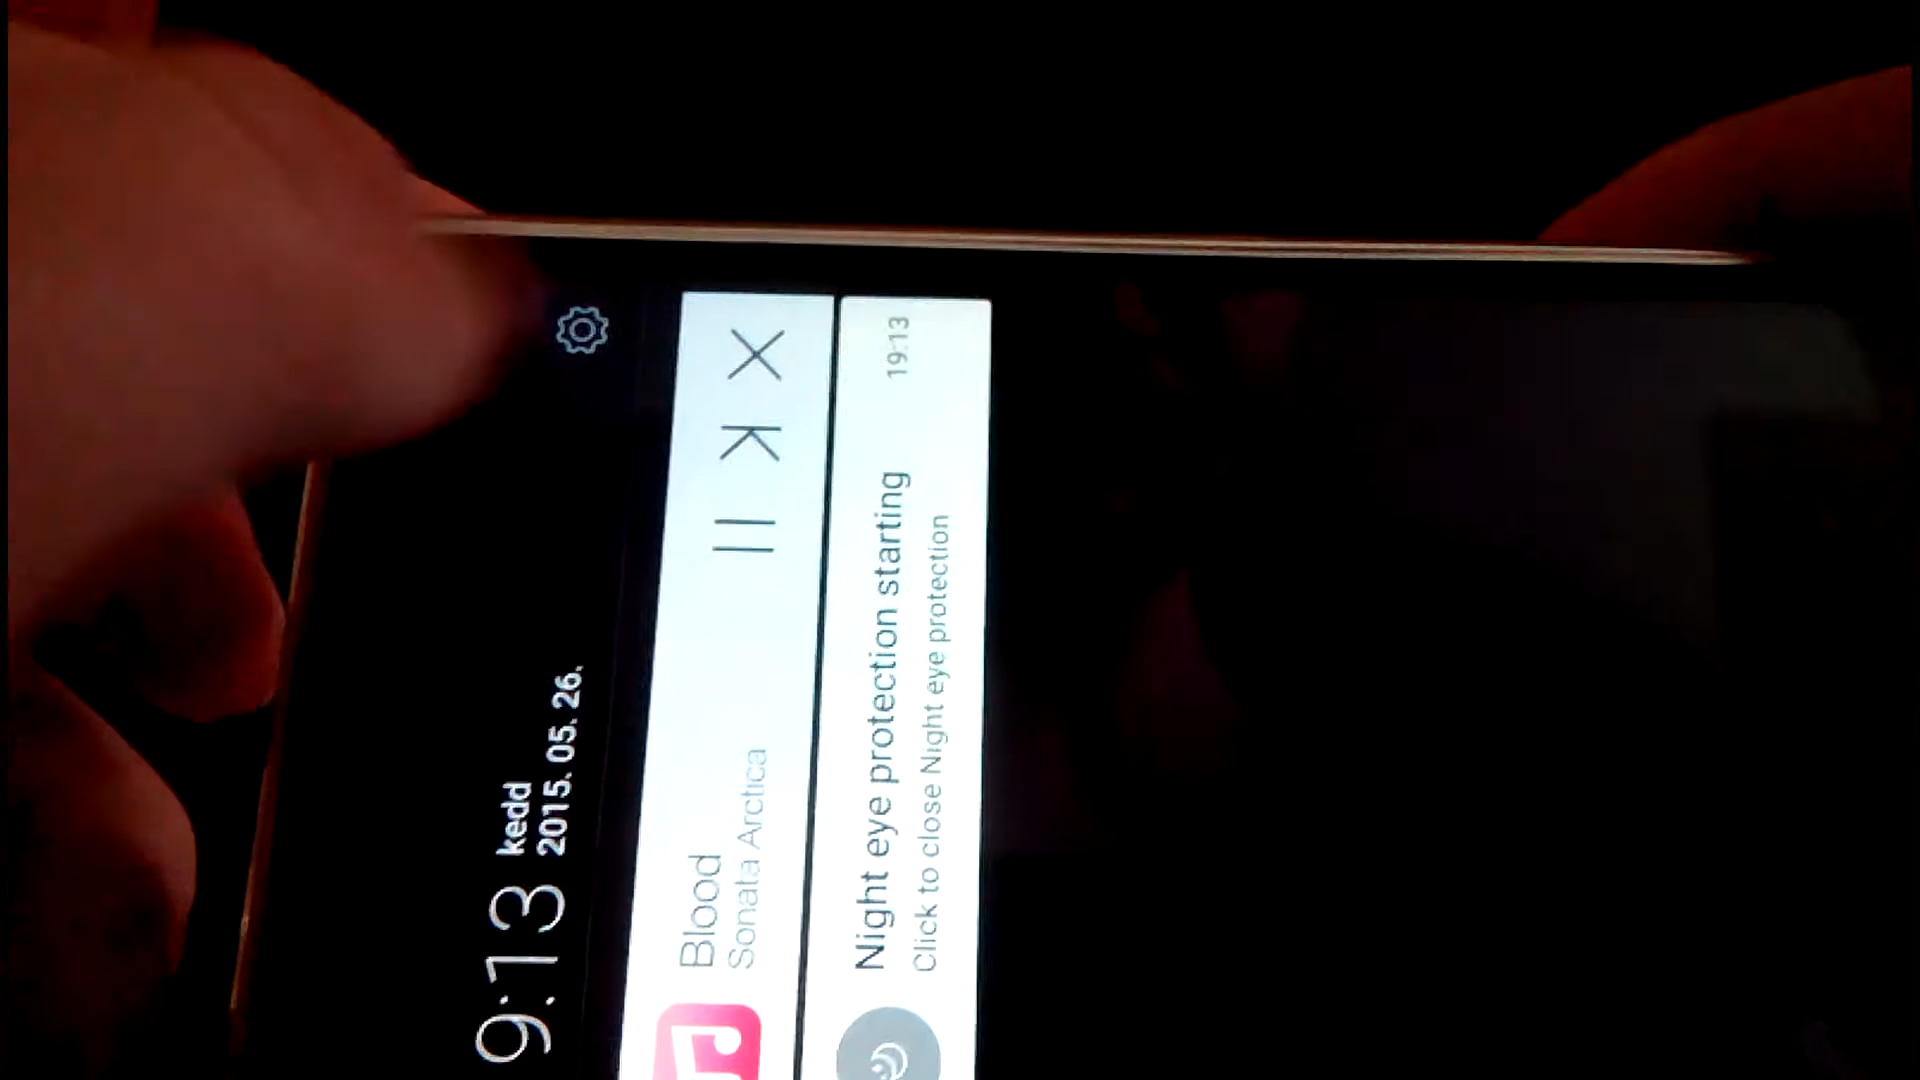 9:13
kedd
2015. 05. 26.
Blood
Sonata Arctica
Night eye protection starting
19:13
Click to close Night eye protection